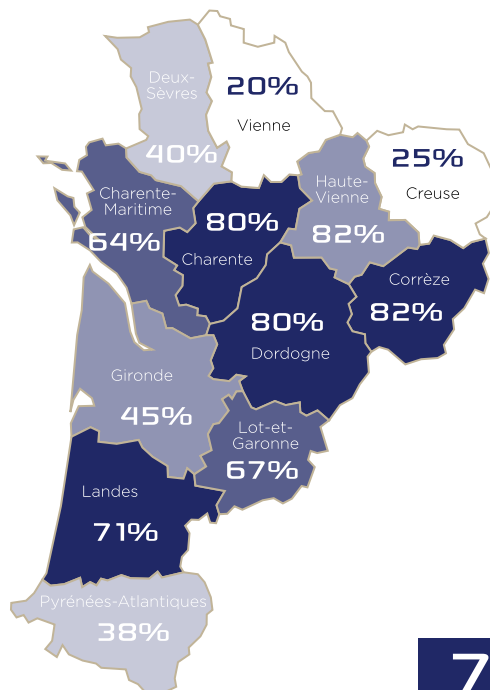 Deux-
Sèvres
40%
20%
Vienne
25%
Creuse
Haute-
Vienne
82%
Charente-
Maritime
64%
80%
Charente
Corrèze
82%
80%
Dordogne
Gironde
45%
Lot-et-
Garonne
67%
Landes
71%
Pyrénées-Atlantiques
38%
7